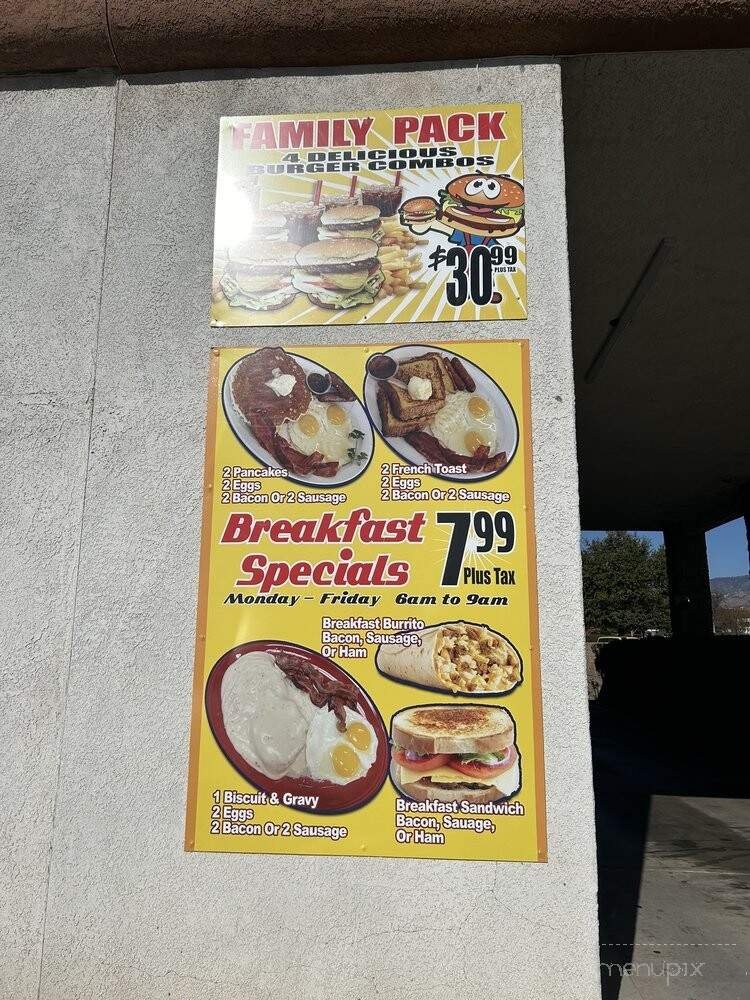 FAMILY PACK
4 DELICIOUS
BURGER COMBOS
$30.99
PLUS TAX
2 Pancakes
2 Eggs
2 Bacon Or 2 Sausage
2 French Toast
2 Eggs
2 Bacon Or 2 Sausage
Breakfast
Specials
7 99
Plus Tax
Monday - Friday 6am to 9am
Breakfast Burrito
Bacon, Sausage,
Or Ham
1 Biscuit & Gravy
2 Eggs
2 Bacon Or 2 Sausage
Breakfast Sandwich
Bacon, Sauage,
Or Ham
menupix